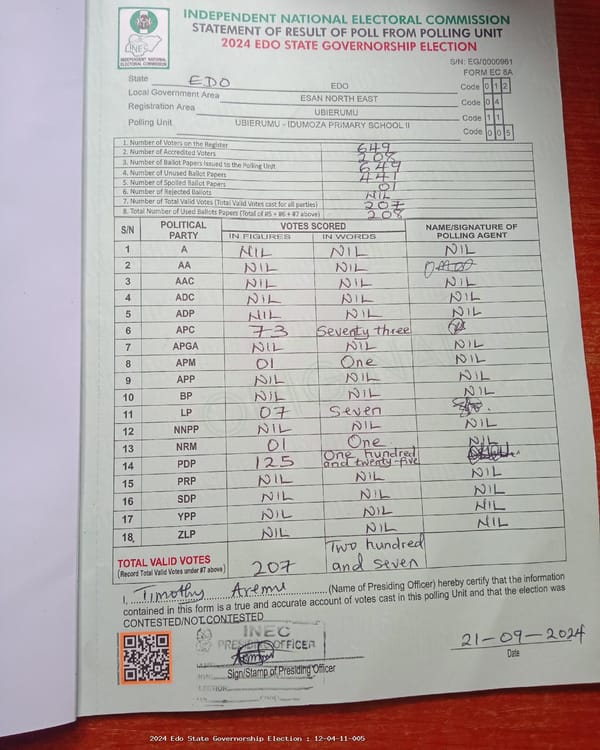 INDEPENDENT NATIONAL ELECTORAL COMMISSION
STATEMENT OF RESULT OF POLL FROM POLLING UNIT
2024 EDO STATE GOVERNORSHIP ELECTION
INEC
INDEPENDENT NATIONAL
ELECTORAL COMMISSION
S/N: EG/0000961
FORM EC 8A
State EDO EDO Code 0 1 2
Local Government Area ESAN NORTH EAST Code 0 4
Registration Area UBIERUMU Code 1 1
Polling Unit UBIERUMU - IDUMOZA PRIMARY SCHOOL II Code 0 0 5
1. Number of Voters on the Register 649
2. Number of Accredited Voters 208
3. Number of Ballot Papers Issued to the Polling Unit 649
4. Number of Unused Ballot Papers 441
5. Number of Spoiled Ballot Papers 01
6. Number of Rejected Ballots NIL
7. Number of Total Valid Votes (Total Valid Votes cast for all parties) 207
8. Total Number of Used Ballots Papers (Total of #5 + #6 + #7 above) 208
S/N POLITICAL PARTY VOTES SCORED IN FIGURES IN WORDS NAME/SIGNATURE OF POLLING AGENT
1 A NIL NIL NIL
2 AA NIL NIL
3 AAC NIL NIL NIL
4 ADC NIL NIL NIL
5 ADP NIL NIL NIL
6 APC 73 Seventy three
7 APGA NIL NIL NIL
8 APM 01 One NIL
9 APP NIL NIL NIL
10 BP NIL NIL NIL
11 LP 07 Seven
12 NNPP NIL NIL NIL
13 NRM 01 One NIL
14 PDP 125 One hundred and twenty-five
15 PRP NIL NIL NIL
16 SDP NIL NIL NIL
17 YPP NIL NIL NIL
18. ZLP NIL NIL NIL
TOTAL VALID VOTES 207 Two hundred
(Record Total Valid Votes under #7 above) and seven
I, Timothy Aremu (Name of Presiding Officer) hereby certify that the information
contained in this form is a true and accurate account of votes cast in this polling Unit and that the election was
CONTESTED/NOT CONTESTED
INEC
PRESIDING OFFICER
Sign/Stamp of Presiding Officer
21-09-2024
Date
2024 Edo State Governorship Election : 12-04-11-005